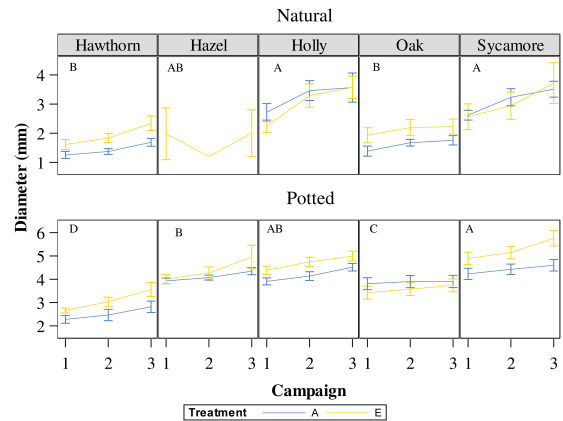 Natural
Hawthorn Hazel Holly Oak Sycamore
B AB A B A
4
3
2
1
Diameter (mm)
Potted
D B AB C A
6
5
4
3
2
1 2 3 1 2 3 1 2 3 1 2 3 1 2 3
Campaign
Treatment A E